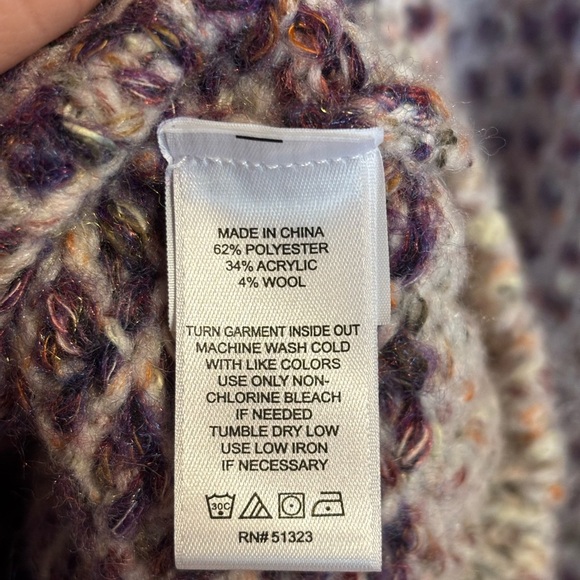 MADE IN CHINA
62% POLYESTER
34% ACRYLIC
4% WOOL
TURN GARMENT INSIDE OUT
MACHINE WASH COLD
WITH LIKE COLORS
USE ONLY NON-
CHLORINE BLEACH
IF NEEDED
TUMBLE DRY LOW
USE LOW IRON
IF NECESSARY
30C
RN# 51323